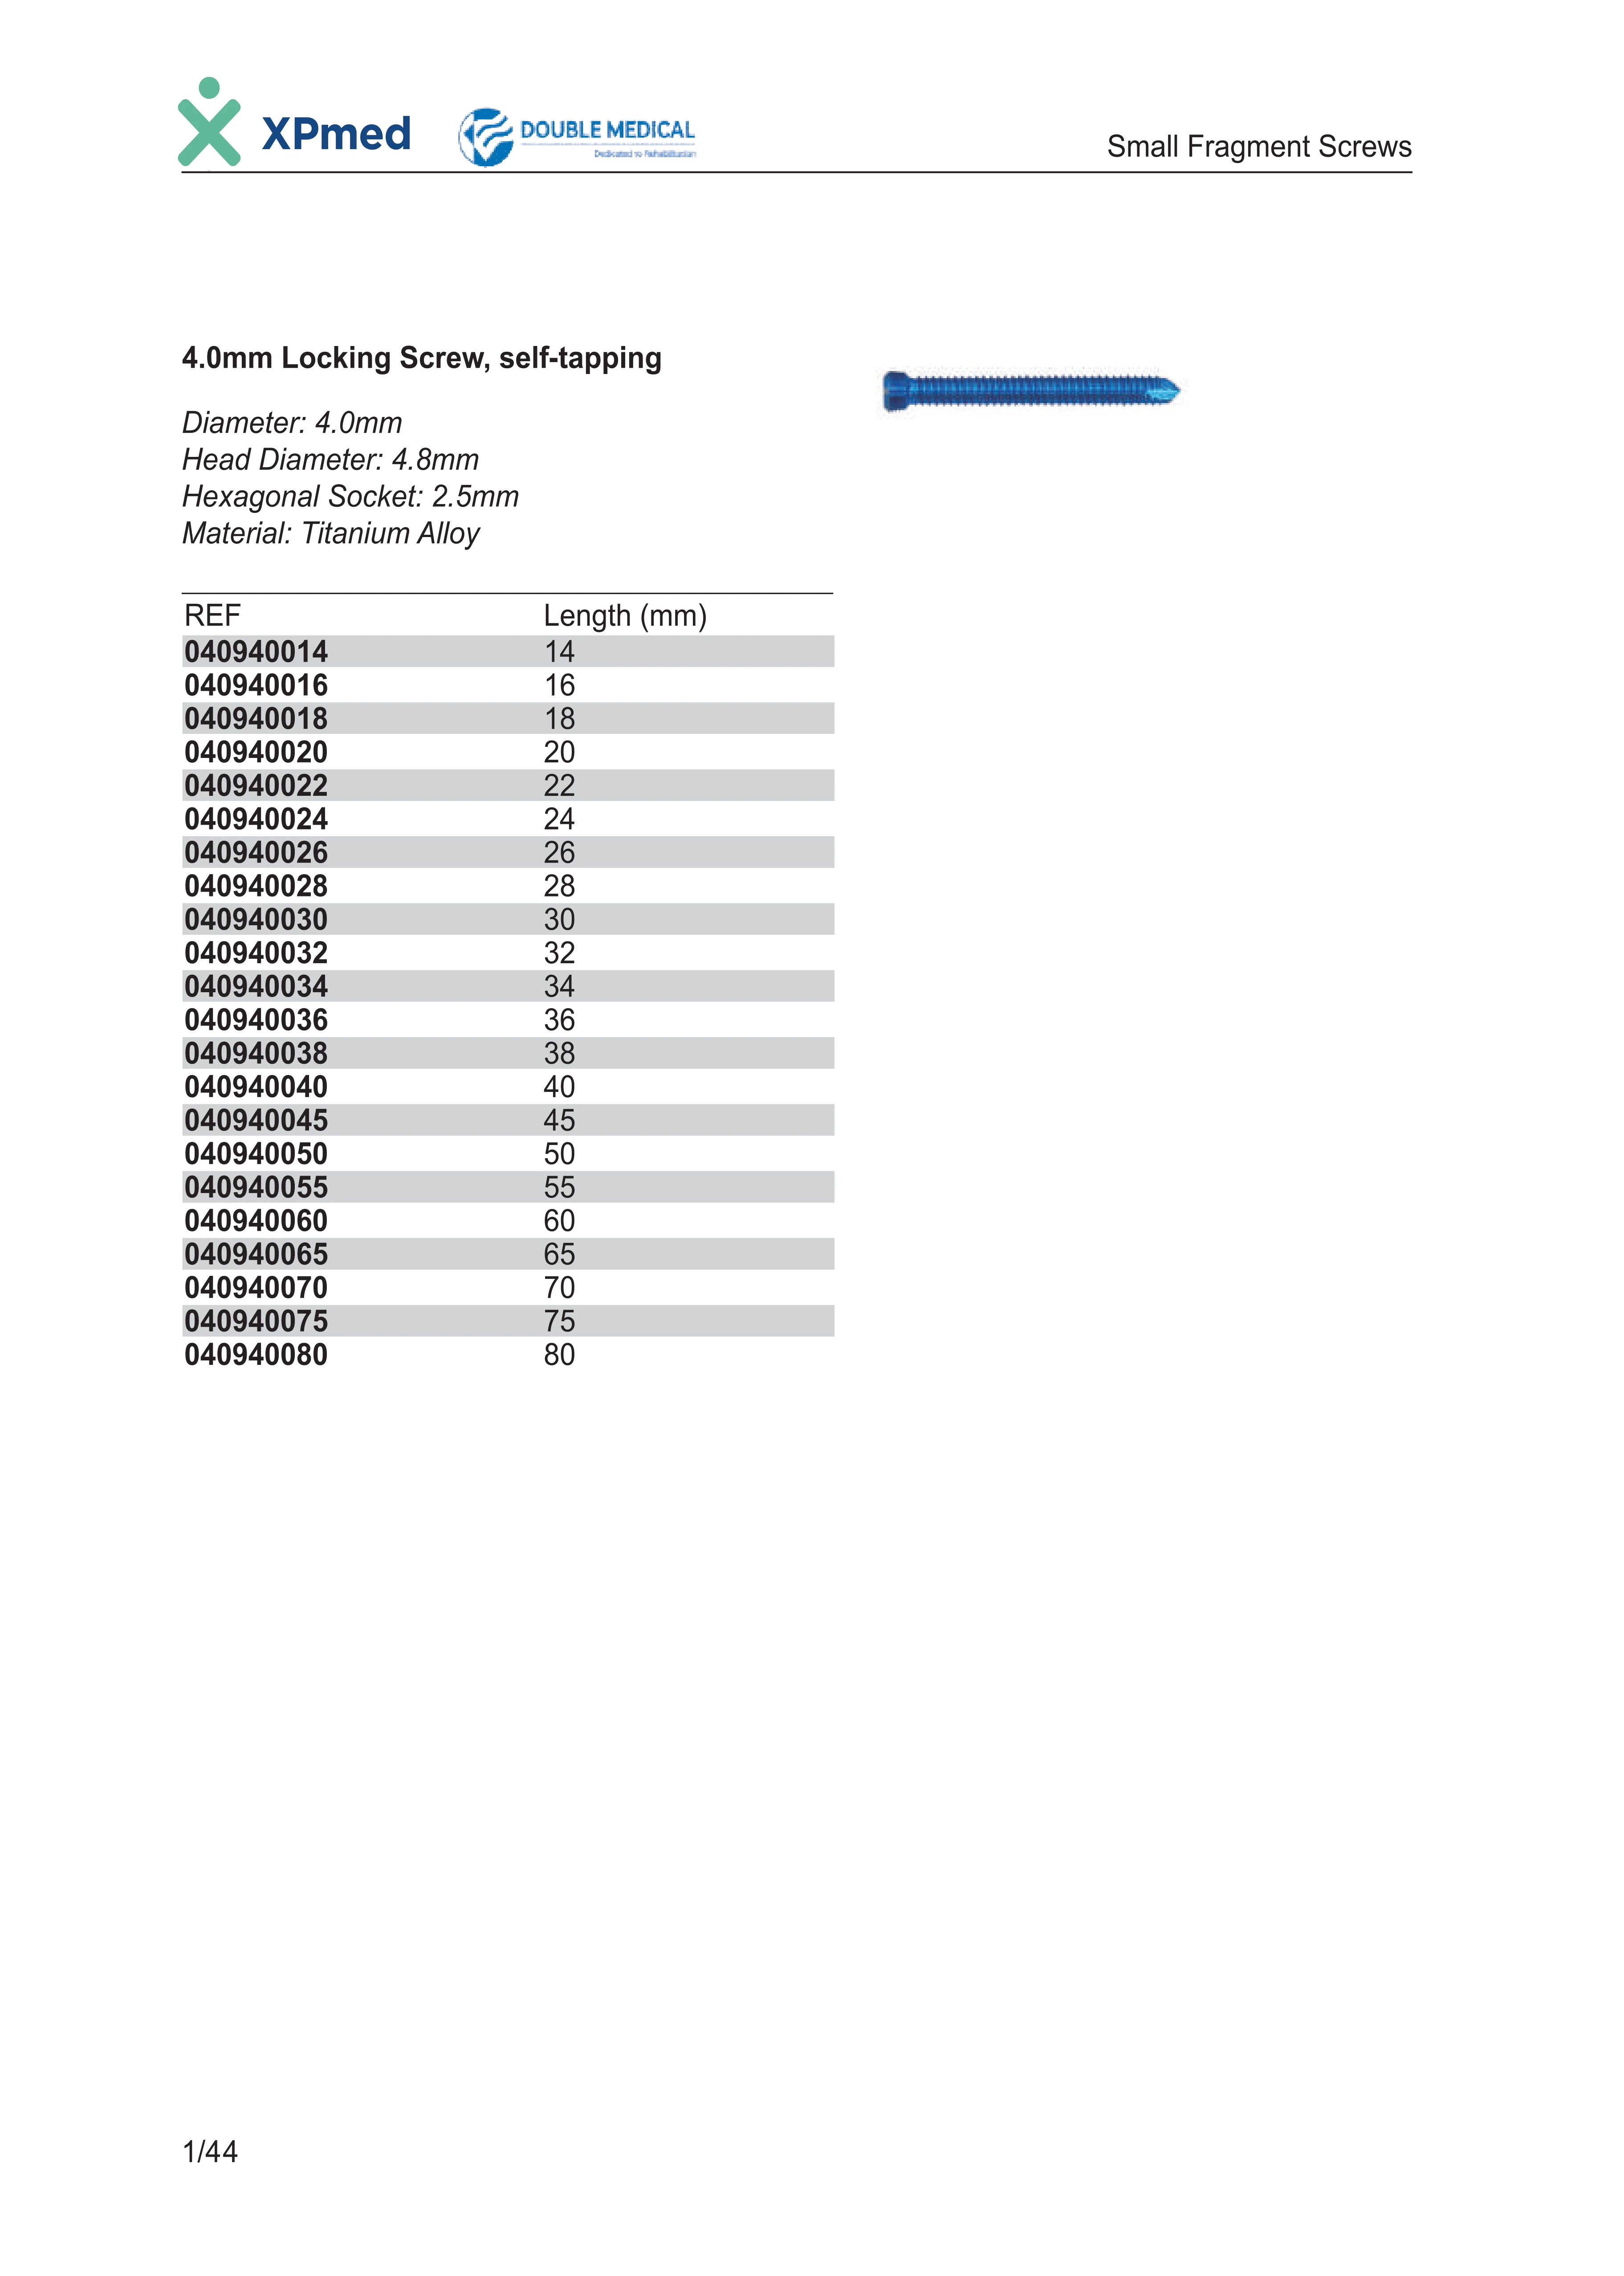 XPmed
DOUBLE MEDICAL
Dedicated to Rehabilitation
Small Fragment Screws
4.0mm Locking Screw, self-tapping
Diameter: 4.0mm
Head Diameter: 4.8mm
Hexagonal Socket: 2.5mm
Material: Titanium Alloy
REF Length (mm)
040940014 14
040940016 16
040940018 18
040940020 20
040940022 22
040940024 24
040940026 26
040940028 28
040940030 30
040940032 32
040940034 34
040940036 36
040940038 38
040940040 40
040940045 45
040940050 50
040940055 55
040940060 60
040940065 65
040940070 70
040940075 75
040940080 80
1/44